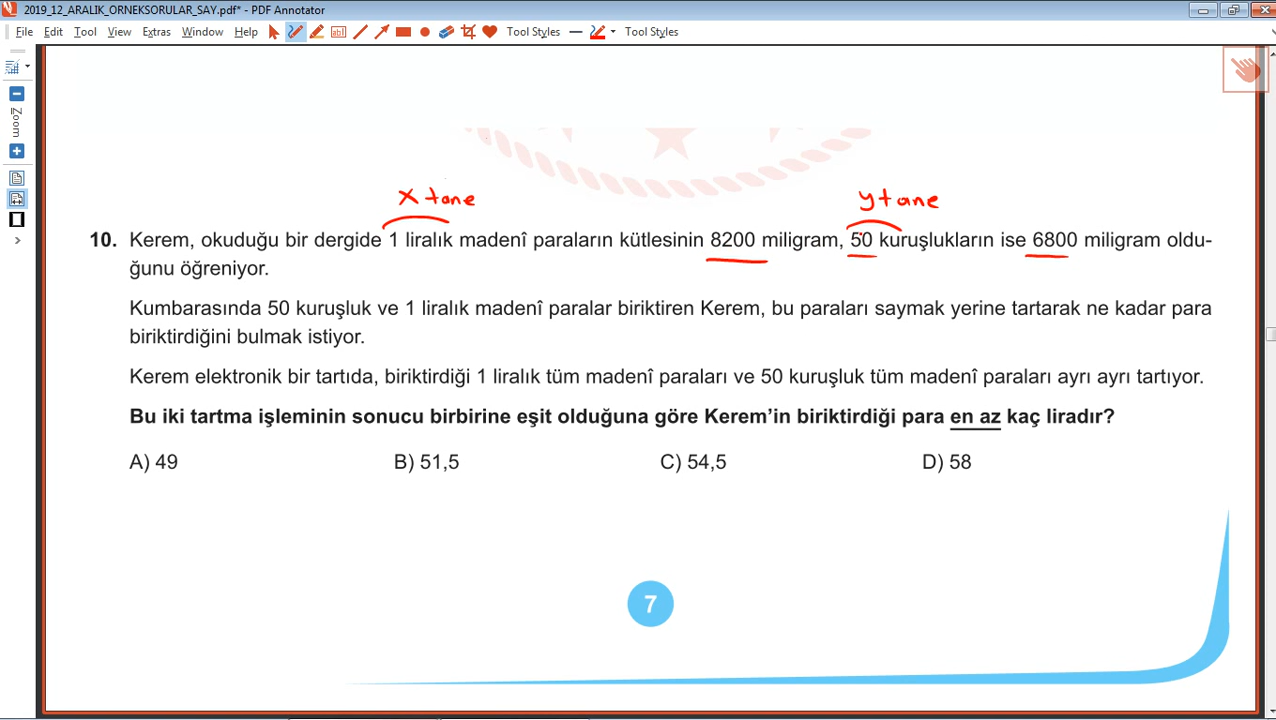 2019_12_ARALIK_ORNEKSORULAR_SAY.pdf* - PDF Annotator
File Edit Tool View Extras Window Help Tool Styles Tool Styles
Zoom
x tane
y tane
10. Kerem, okuduğu bir dergide 1 liralık madenî paraların kütlesinin 8200 miligram, 50 kuruşlukların ise 6800 miligram oldu-
ğunu öğreniyor.
Kumbarasında 50 kuruşluk ve 1 liralık madenî paralar biriktiren Kerem, bu paraları saymak yerine tartarak ne kadar para
biriktirdiğini bulmak istiyor.
Kerem elektronik bir tartıda, biriktirdiği 1 liralık tüm madenî paraları ve 50 kuruşluk tüm madenî paraları ayrı ayrı tartıyor.
Bu iki tartma işleminin sonucu birbirine eşit olduğuna göre Kerem'in biriktirdiği para en az kaç liradır?
A) 49 B) 51,5 C) 54,5 D) 58
7